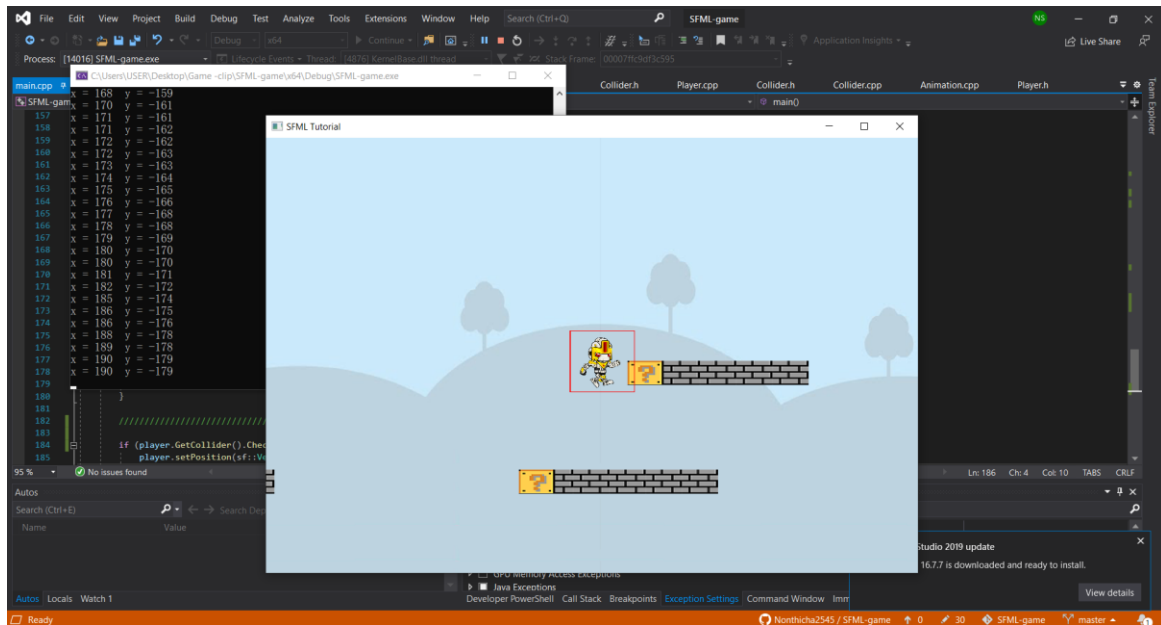 File Edit View Project Build Debug Test Analyze Tools Extensions Window Help Search (Ctrl+Q) SFML-game NS
Debug x64 Continue Application Insights Live Share
Process: [14016] SFML-game.exe Lifecycle Events Thread: [4876] KernelBase.dll thread Stack Frame: 00007ffc9df3c595
C:\Users\USER\Desktop\Game -clip\SFML-game\x64\Debug\SFML-game.exe
main.cpp Collider.h Player.cpp Collider.h Collider.cpp Animation.cpp Player.h
SFML-gam main()
Team Explorer
x = 168 y = -159
x = 170 y = -161
157 x = 171 y = -161
158 x = 171 y = -162
159 x = 172 y = -162
160 x = 172 y = -163
161 x = 173 y = -163
162 x = 174 y = -164
163 x = 175 y = -165
164 x = 176 y = -166
165 x = 177 y = -168
166 x = 178 y = -168
167 x = 179 y = -169
168 x = 180 y = -170
169 x = 180 y = -170
170 x = 181 y = -171
171 x = 182 y = -172
172 x = 185 y = -174
173 x = 186 y = -175
174 x = 186 y = -176
175 x = 188 y = -178
176 x = 189 y = -178
177 x = 190 y = -179
178 x = 190 y = -179
179
180 }
181
182 ////////////////////////////
183
184 if (player.GetCollider().Chec
185 player.setPosition(sf::Ve
SFML Tutorial
?
?
95 % No issues found Ln: 186 Ch: 4 Col: 10 TABS CRLF
Autos
Search (Ctrl+E) Search Dep
Name Value
Studio 2019 update
16.7.7 is downloaded and ready to install.
View details
GPU Memory Access Exceptions
Java Exceptions
Autos Locals Watch 1 Developer PowerShell Call Stack Breakpoints Exception Settings Command Window Imm
Ready Nonthicha2545 / SFML-game 0 30 SFML-game master 1